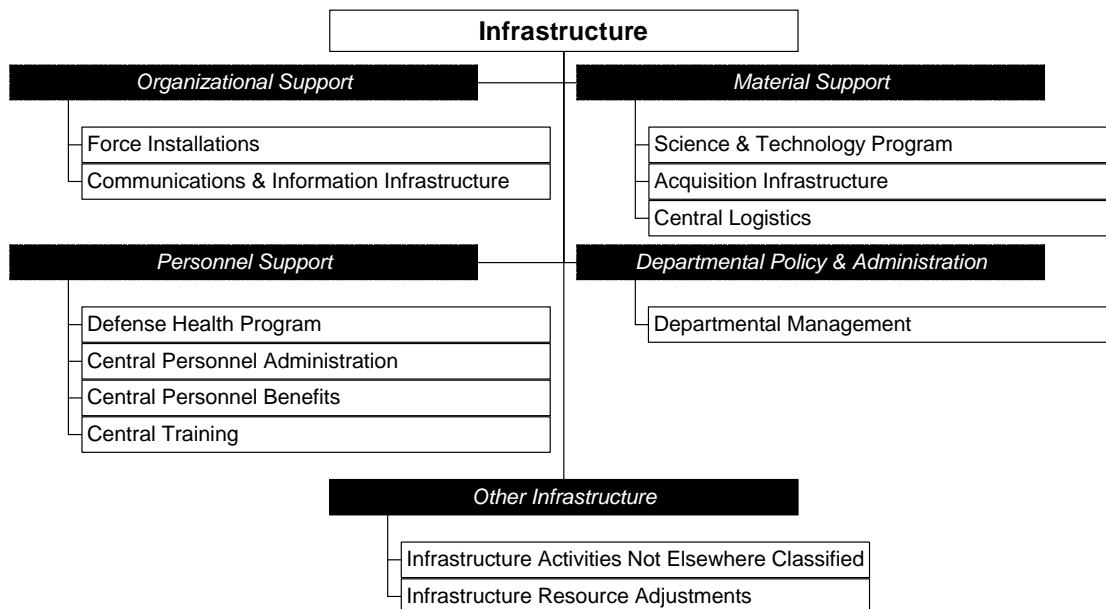 Infrastructure
Organizational Support
Force Installations
Communications & Information Infrastructure
Material Support
Science & Technology Program
Acquisition Infrastructure
Central Logistics
Personnel Support
Defense Health Program
Central Personnel Administration
Central Personnel Benefits
Central Training
Departmental Policy & Administration
Departmental Management
Other Infrastructure
Infrastructure Activities Not Elsewhere Classified
Infrastructure Resource Adjustments